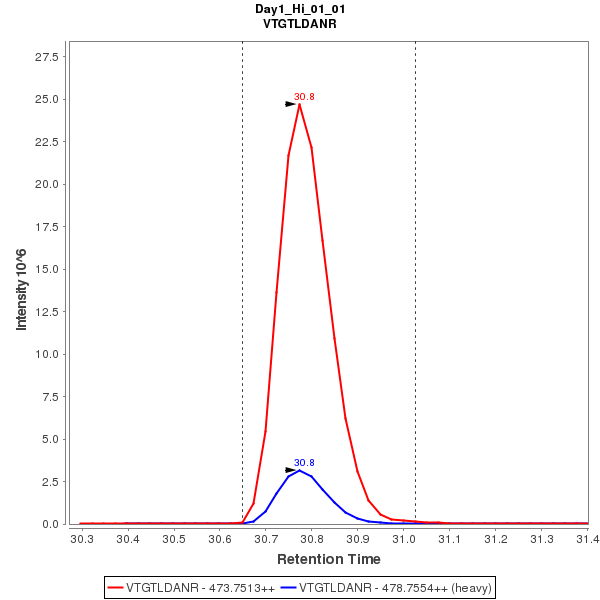 Day1_Hi_01_01
VTGTLDANR
Intensity 10^6
27.5
25.0
22.5
20.0
17.5
15.0
12.5
10.0
7.5
5.0
2.5
0.0
30.8
30.8
30.3 30.4 30.5 30.6 30.7 30.8 30.9 31.0 31.1 31.2 31.3 31.4
Retention Time
VTGTLDANR - 473.7513++ VTGTLDANR - 478.7554++ (heavy)